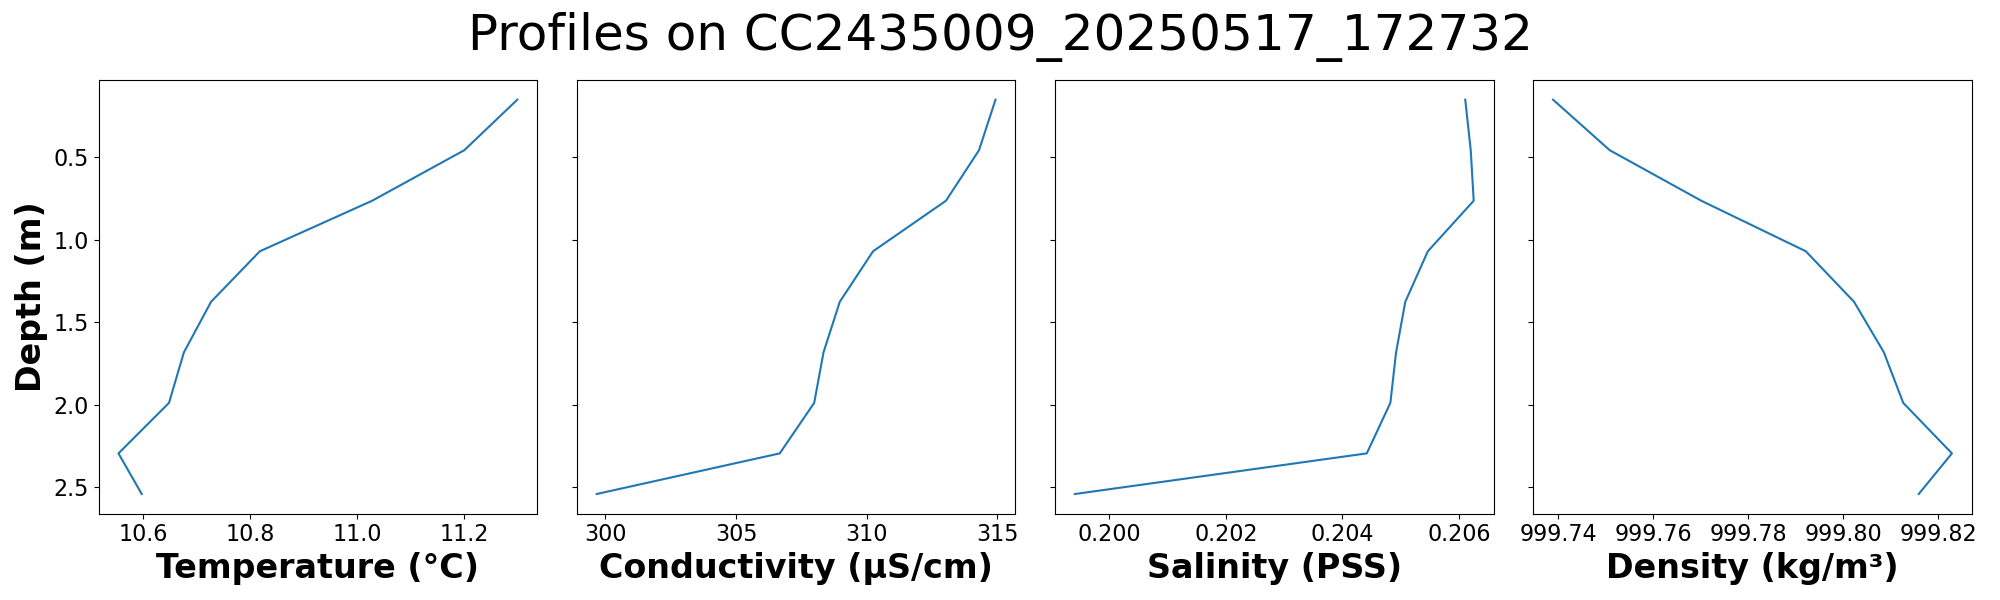 Profiles on CC2435009_20250517_172732
Depth (m)
0.5
1.0
1.5
2.0
2.5
10.6 10.8 11.0 11.2
Temperature (°C)
300 305 310 315
Conductivity (µS/cm)
0.200 0.202 0.204 0.206
Salinity (PSS)
999.74 999.76 999.78 999.80 999.82
Density (kg/m³)